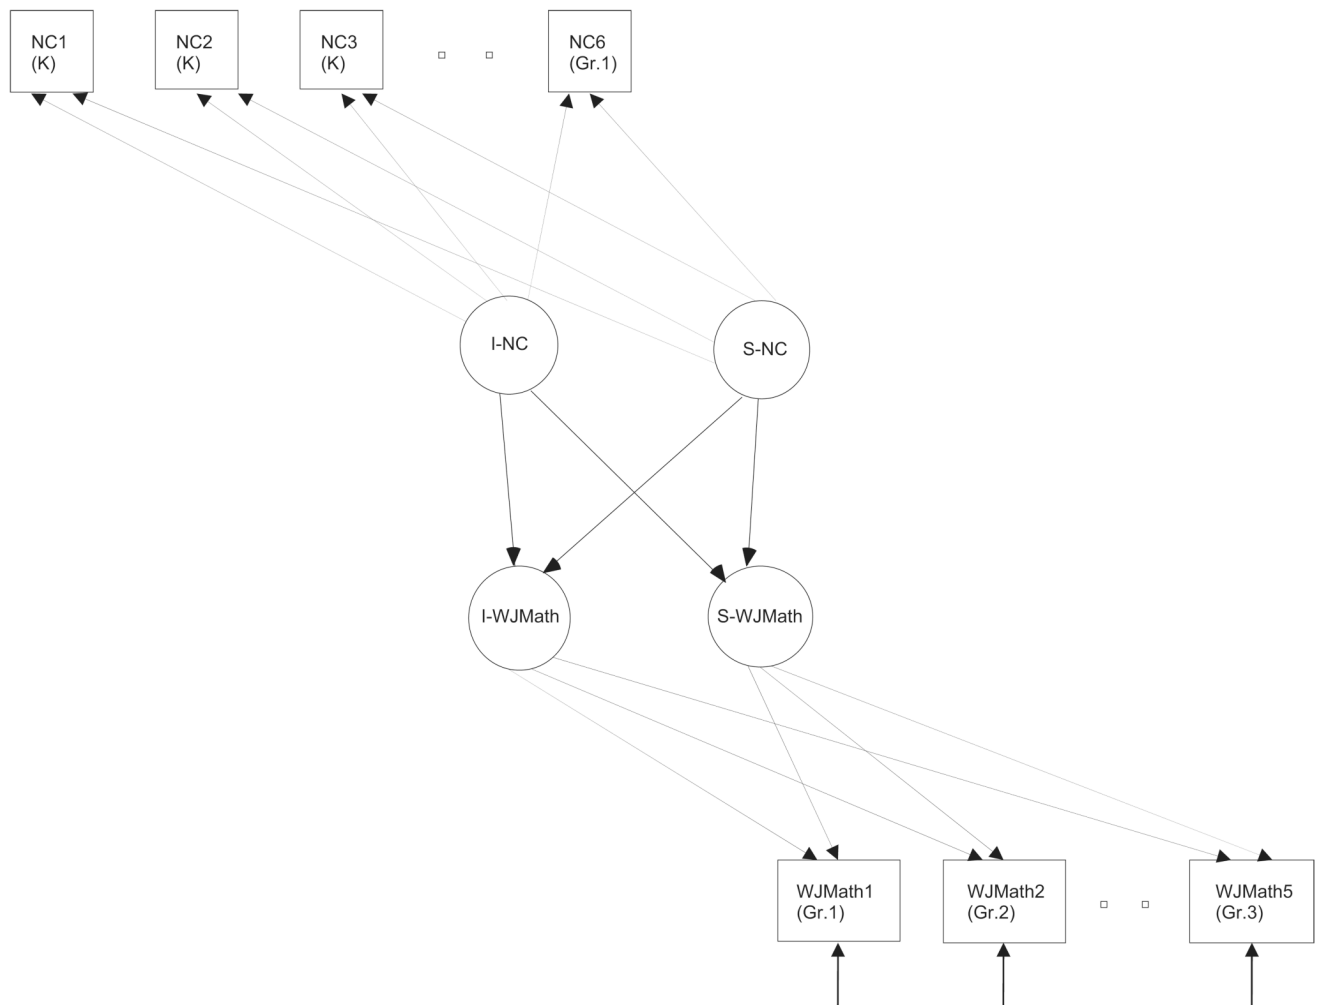 NC1
(K)
NC2
(K)
NC3
(K)
NC6
(Gr.1)
I-NC
S-NC
I-WJMath
S-WJMath
WJMath1
(Gr.1)
WJMath2
(Gr.2)
WJMath5
(Gr.3)